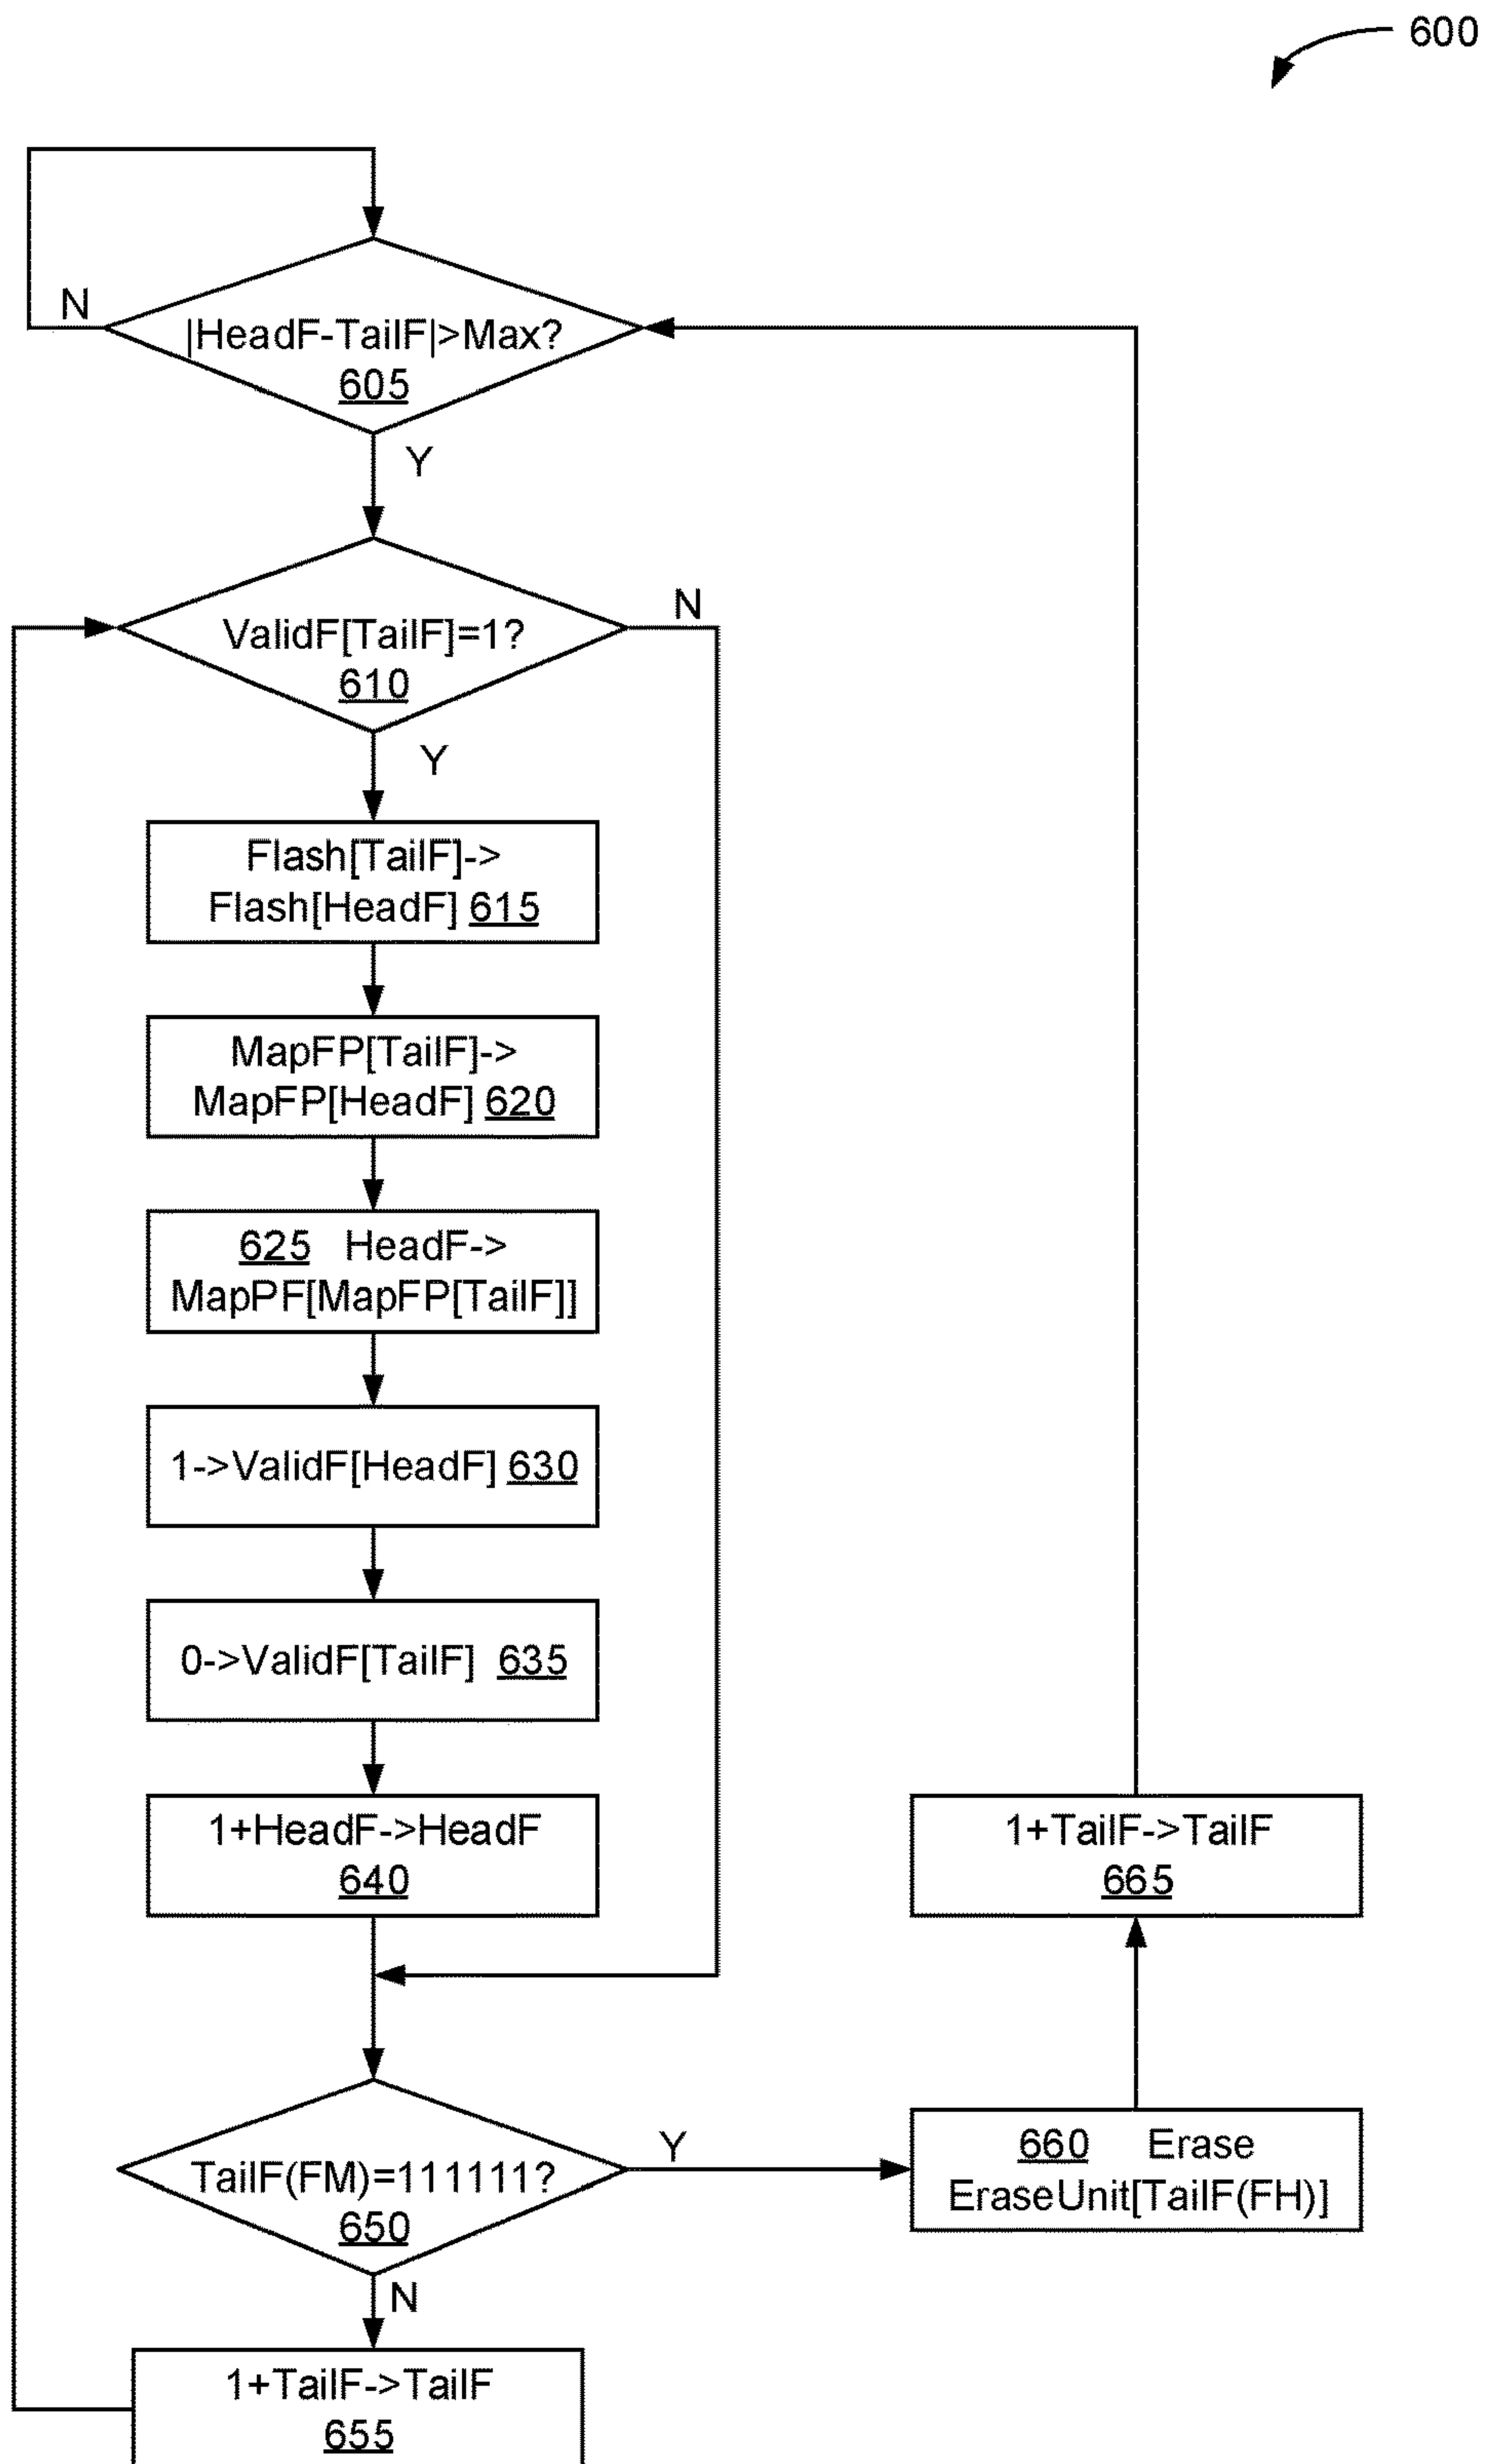 600
N
|HeadF-TailF|>Max?
605
Y
N
ValidF[TailF]=1?
610
Y
Flash[TailF]->
Flash[HeadF] 615
MapFP[TailF]->
MapFP[HeadF] 620
625 HeadF->
MapPF[MapFP[TailF]]
1->ValidF[HeadF] 630
0->ValidF[TailF] 635
1+HeadF->HeadF
640
1+TailF->TailF
665
Y
TailF(FM)=111111?
650
660 Erase
EraseUnit[TailF(FH)]
N
1+TailF->TailF
655